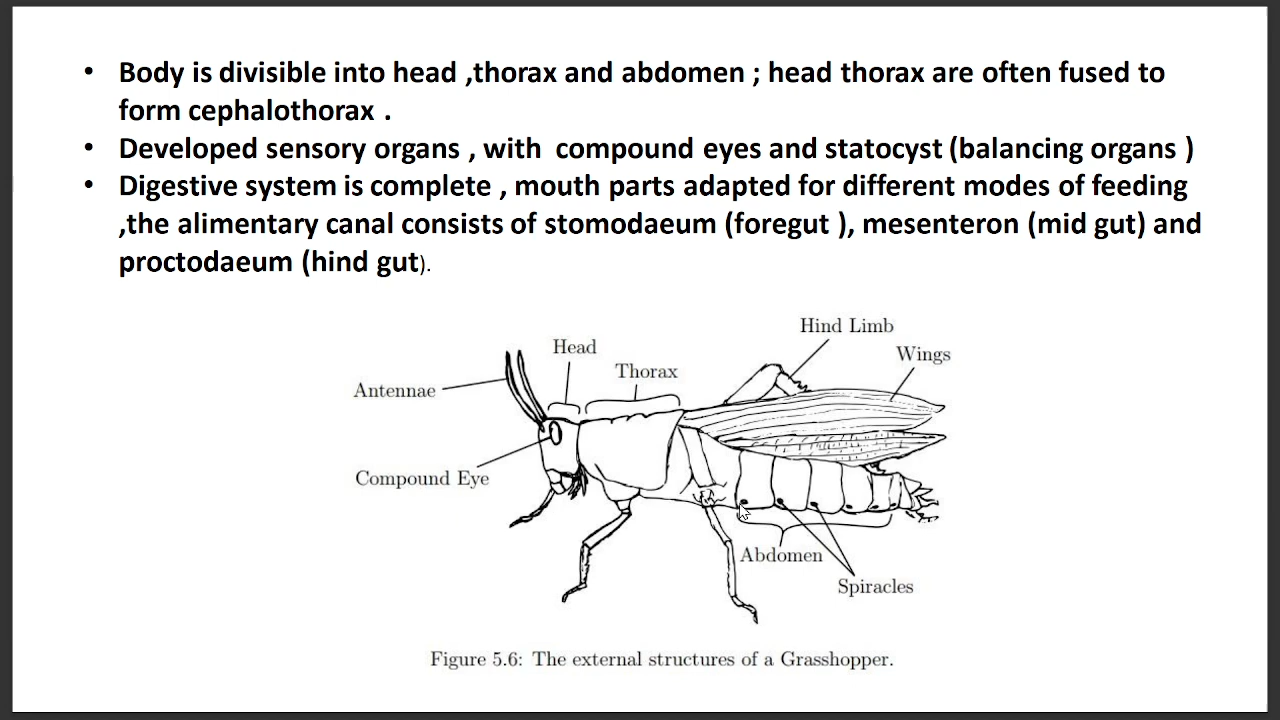 • Body is divisible into head ,thorax and abdomen ; head thorax are often fused to
form cephalothorax .
• Developed sensory organs , with compound eyes and statocyst (balancing organs )
• Digestive system is complete , mouth parts adapted for different modes of feeding
,the alimentary canal consists of stomodaeum (foregut ), mesenteron (mid gut) and
proctodaeum (hind gut).
Hind Limb
Head
Wings
Thorax
Antennae
Compound Eye
Abdomen
Spiracles
Figure 5.6: The external structures of a Grasshopper.